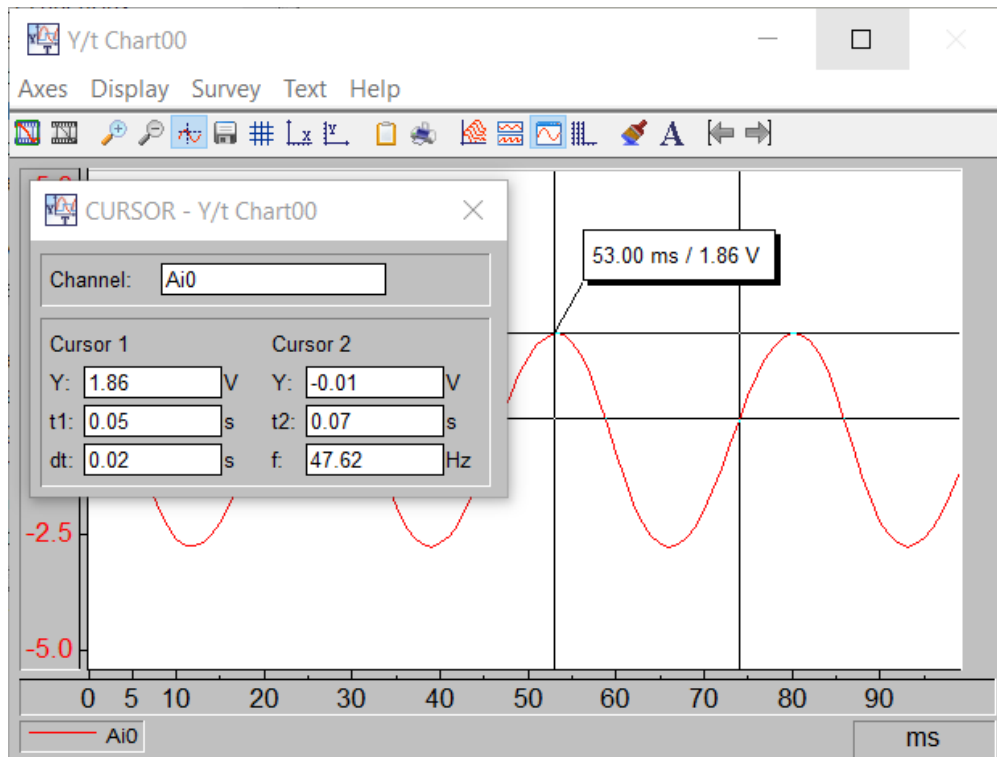 Y/t Chart00
Axes Display Survey Text Help
CURSOR - Y/t Chart00
Channel: Ai0
Cursor 1 Cursor 2
Y: 1.86 V Y: -0.01 V
t1: 0.05 s t2: 0.07 s
dt: 0.02 s f: 47.62 Hz
53.00 ms / 1.86 V
-2.5
-5.0
0 5 10 20 30 40 50 60 70 80 90
Ai0
ms